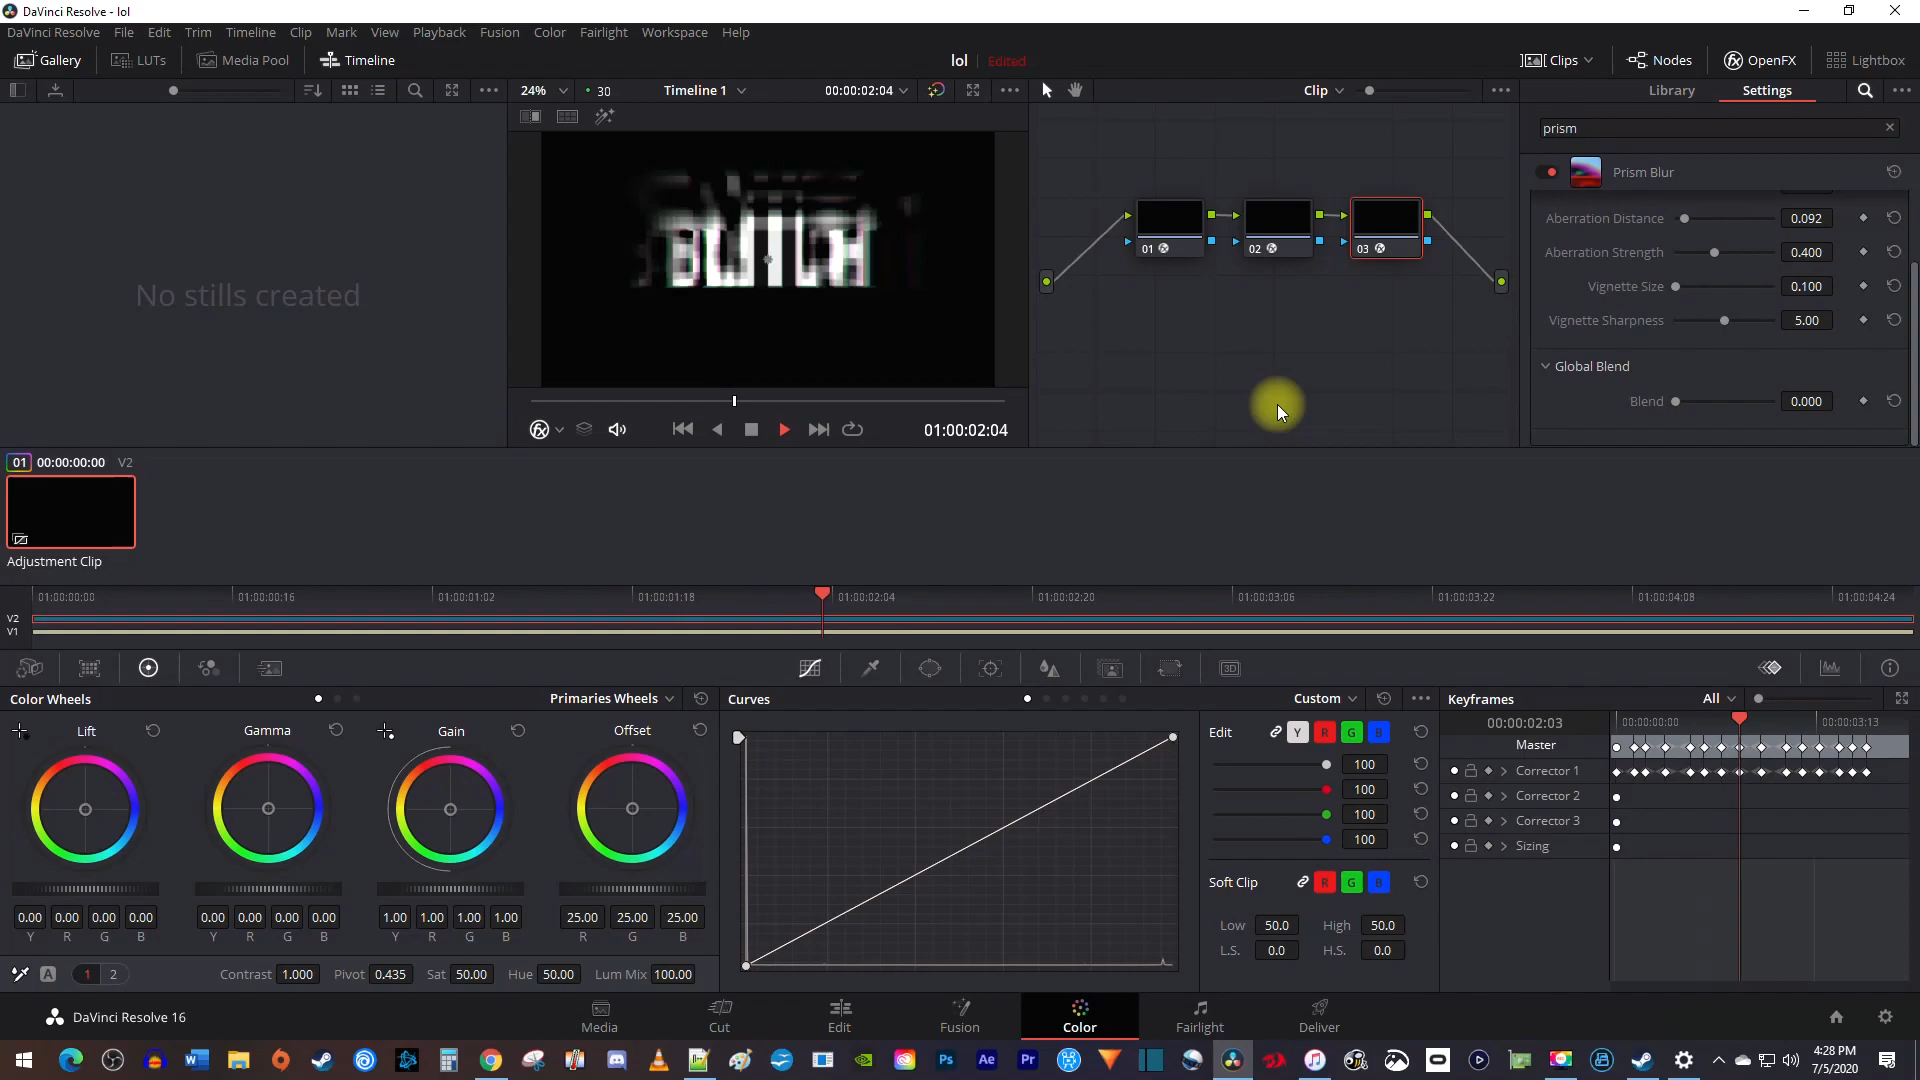 DaVinci Resolve - lol
DaVinci Resolve File Edit Trim Timeline Clip Mark View Playback Fusion Color Fairlight Workspace Help
Gallery LUTs Media Pool Timeline lol Edited Clips Nodes OpenFX Lightbox
24% 30 Timeline 1 00:00:02:04 Clip Library Settings
prism
Prism Blur
Aberration Distance 0.092
Aberration Strength 0.400
Vignette Size 0.100
Vignette Sharpness 5.00
Global Blend
Blend 0.000
No stills created
GLITCH
01 02 03
01:00:02:04
01 00:00:00:00 V2
Adjustment Clip
01:00:00:00 01:00:00:16 01:00:01:02 01:00:01:18 01:00:02:04 01:00:02:20 01:00:03:06 01:00:03:22 01:00:04:08 01:00:04:24
V2
V1
3D
Color Wheels Primaries Wheels Curves Custom Keyframes All
Lift Gamma Gain Offset
Edit Y R G B
100
100
100
100
00:00:02:03 00:00:00:00 00:00:03:13
Master
Corrector 1
Corrector 2
Corrector 3
Sizing
Soft Clip R G B
Low 50.0 High 50.0
L.S. 0.0 H.S. 0.0
0.00 0.00 0.00 0.00 0.00 0.00 0.00 0.00 1.00 1.00 1.00 1.00 25.00 25.00 25.00
Y R G B Y R G B Y R G B R G B
A 1 2 Contrast 1.000 Pivot 0.435 Sat 50.00 Hue 50.00 Lum Mix 100.00
DaVinci Resolve 16
Media Cut Edit Fusion Color Fairlight Deliver
W Ps Ae Pr
4:28 PM
7/5/2020